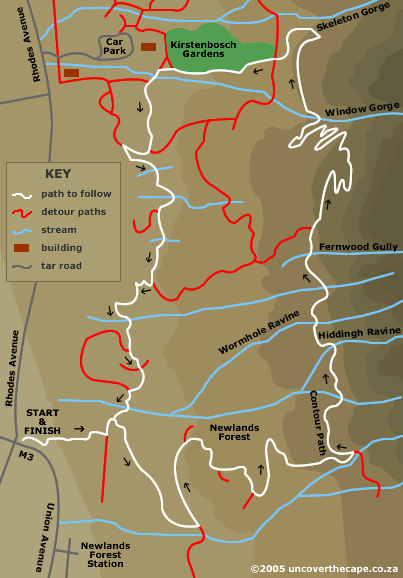 Skeleton Gorge
Rhodes Avenue
Car
Park
Kirstenbosch
Gardens
Window Gorge
KEY
path to follow
detour paths
stream
building
tar road
Fernwood Gully
Wormhole Ravine
Hiddingh Ravine
Rhodes Avenue
Contour Path
START
&
FINISH
Newlands
Forest
M3
Union Avenue
Newlands
Forest
Station
©2005 uncoverthecape.co.za